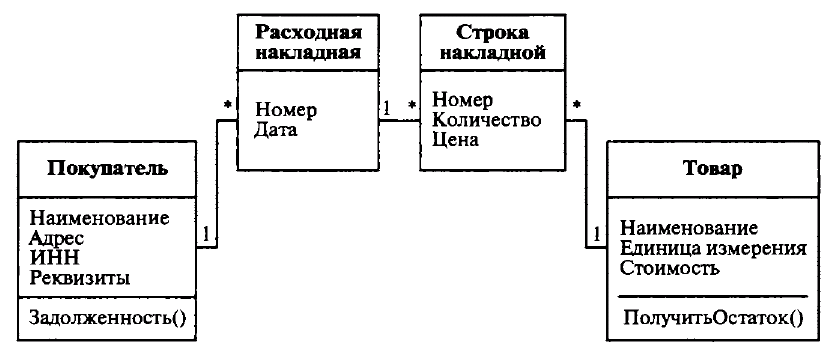 Расходная
накладная
Номер
Дата
Строка
накладной
Номер
Количество
Цена
*
1
*
*
Покупатель
Наименование
Адрес
ИНН
Реквизиты
Задолженность()
1
1
Товар
Наименование
Единица измерения
Стоимость
ПолучитьОстаток()